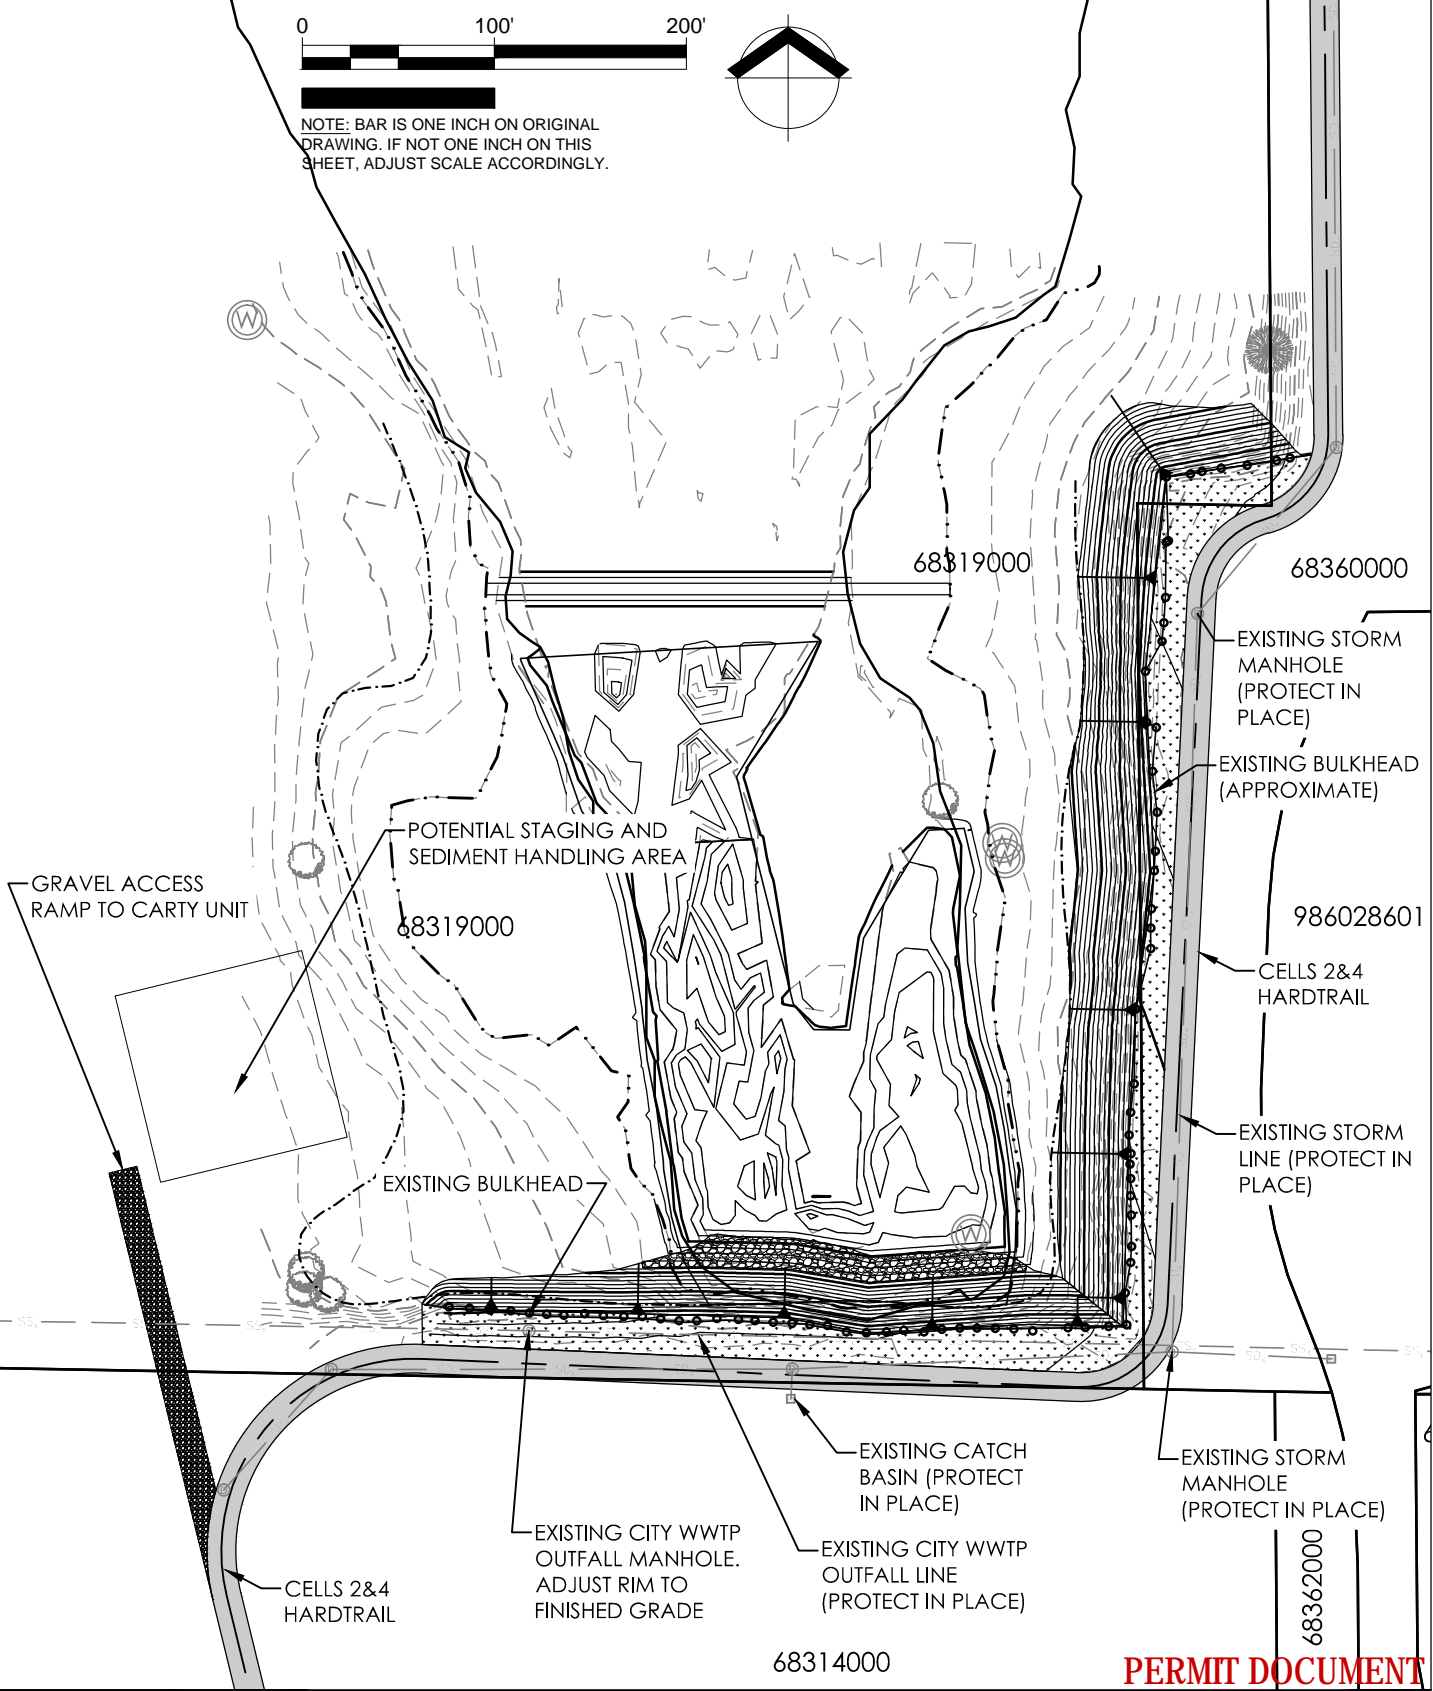 0 100' 200'
NOTE: BAR IS ONE INCH ON ORIGINAL
DRAWING. IF NOT ONE INCH ON THIS
SHEET, ADJUST SCALE ACCORDINGLY.
W
68319000
68360000
EXISTING STORM
MANHOLE
(PROTECT IN
PLACE)
EXISTING BULKHEAD
(APPROXIMATE)
POTENTIAL STAGING AND
SEDIMENT HANDLING AREA
W
W
GRAVEL ACCESS
RAMP TO CARTY UNIT
68319000
986028601
CELLS 2&4
HARDTRAIL
EXISTING STORM
LINE (PROTECT IN
PLACE)
EXISTING BULKHEAD
W
EXISTING CATCH
BASIN (PROTECT
IN PLACE)
EXISTING STORM
MANHOLE
(PROTECT IN PLACE)
EXISTING CITY WWTP
OUTFALL MANHOLE.
ADJUST RIM TO
FINISHED GRADE
EXISTING CITY WWTP
OUTFALL LINE
(PROTECT IN PLACE)
CELLS 2&4
HARDTRAIL
68362000
68314000
PERMIT DOCUMENT